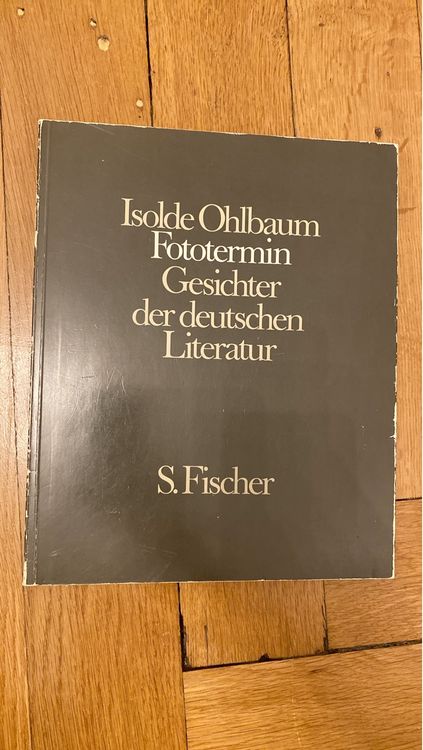 Isolde Ohlbaum
Fototermin
Gesichter
der deutschen
Literatur
S. Fischer